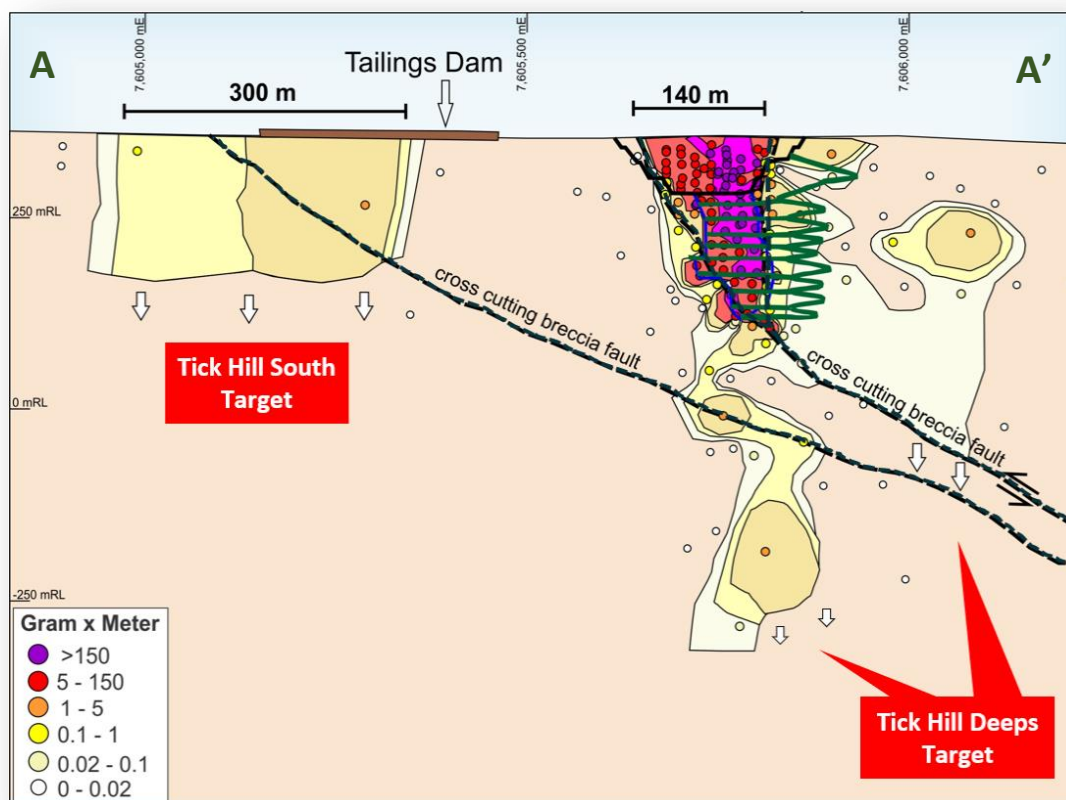 A
7,605,000 mE
7,605,500 mE
7,606,000 mE
A'
Tailings Dam
300 m
140 m
250 mRL
cross cutting breccia fault
cross cutting breccia fault
Tick Hill South
Target
0 mRL
-250 mRL
Gram x Meter
>150
5 - 150
1 - 5
0.1 - 1
0.02 - 0.1
0 - 0.02
Tick Hill Deeps
Target